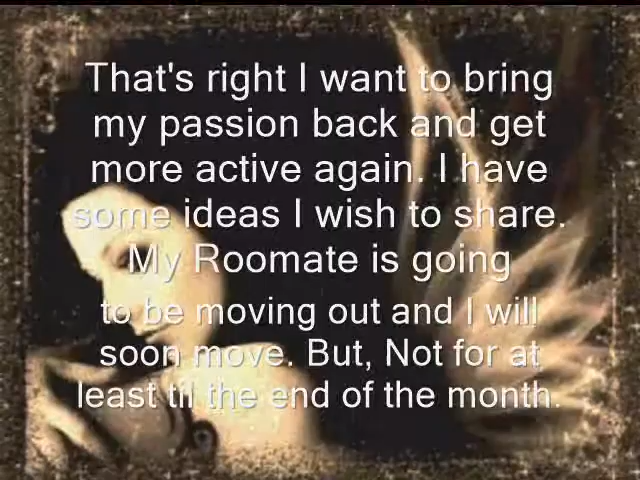 That's right I want to bring
my passion back and get
more active again. I have
some ideas I wish to share.
My Roomate is going
to be moving out and I will
soon move. But, Not for at
least til the end of the month.